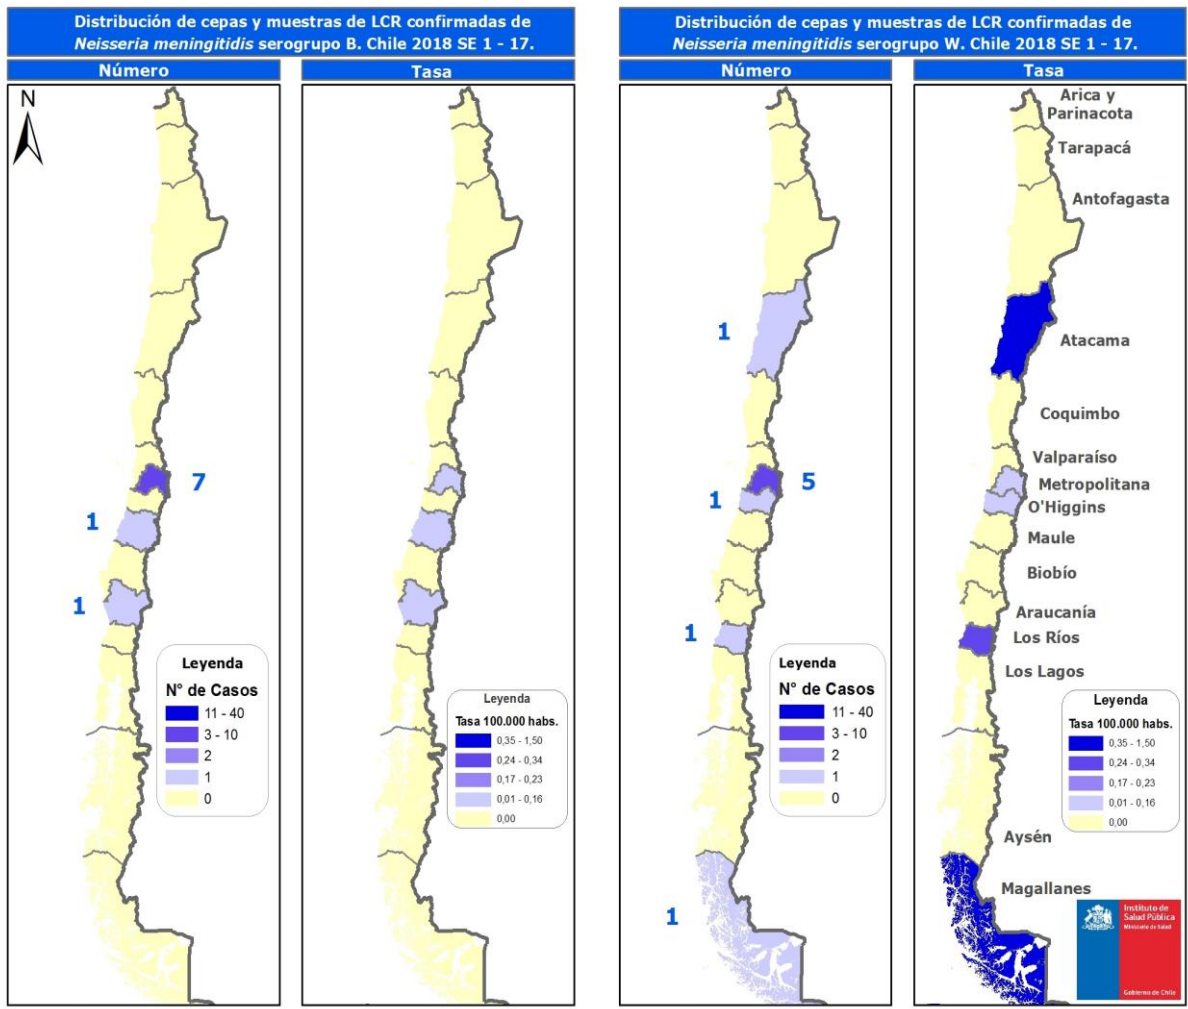 Distribución de cepas y muestras de LCR confirmadas de
Neisseria meningitidis serogrupo B. Chile 2018 SE 1 - 17.
Número
Tasa
N
7
1
1
Leyenda
N° de Casos
11 - 40
3 - 10
2
1
0
Leyenda
Tasa 100.000 habs.
0,35 - 1,50
0,24 - 0,34
0,17 - 0,23
0,01 - 0,16
0,00
Distribución de cepas y muestras de LCR confirmadas de
Neisseria meningitidis serogrupo W. Chile 2018 SE 1 - 17.
Número
Tasa
1
5
1
1
1
Leyenda
N° de Casos
11 - 40
3 - 10
2
1
0
Arica y
Parinacota
Tarapacá
Antofagasta
Atacama
Coquimbo
Valparaíso
Metropolitana
O'Higgins
Maule
Biobío
Araucanía
Los Ríos
Los Lagos
Leyenda
Tasa 100.000 habs.
0,35 - 1,50
0,24 - 0,34
0,17 - 0,23
0,01 - 0,16
0,00
Aysén
Magallanes
Instituto de
Salud Pública
Ministerio de Salud
Gobierno de Chile